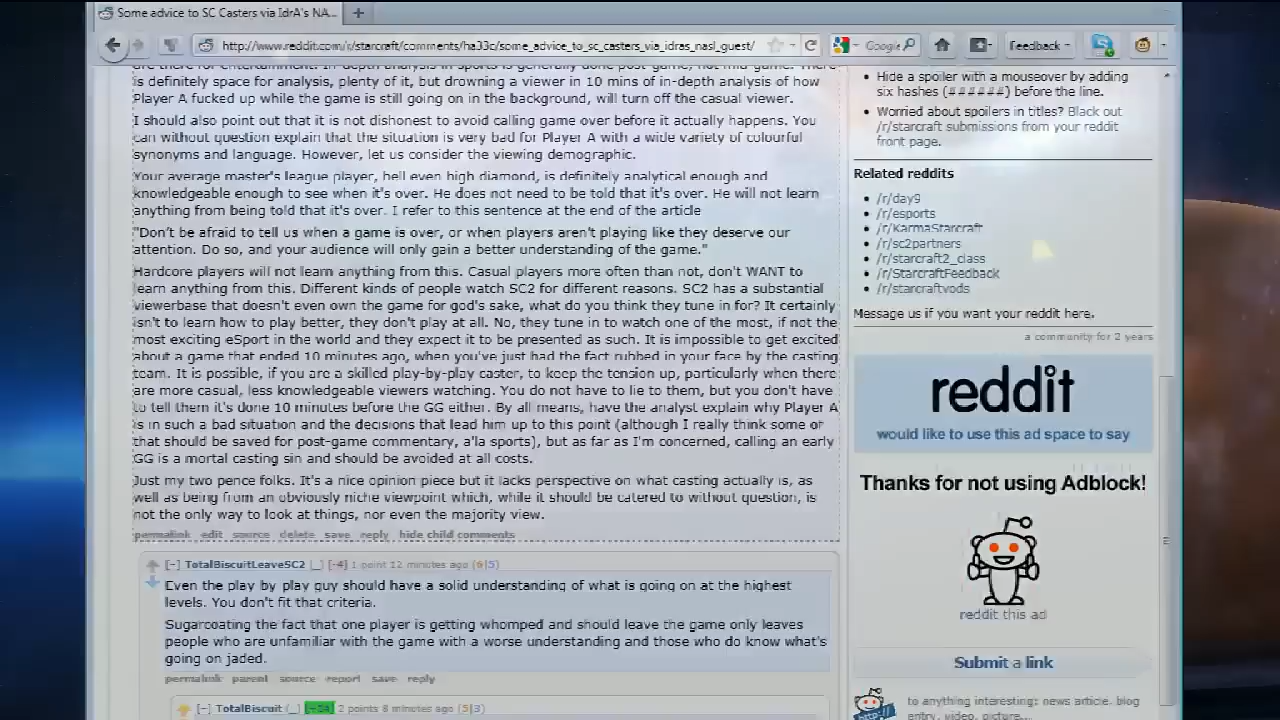 Some advice to SC Casters via IdrA's NA...
http://www.reddit.com/r/starcraft/comments/ha33c/some_advice_to_sc_casters_via_idras_nasl_guest/
Google
Feedback
is definitely space for analysis, plenty of it, but drowning a viewer in 10 mins of in-depth analysis of how
Player A fucked up while the game is still going on in the background, will turn off the casual viewer.
I should also point out that it is not dishonest to avoid calling game over before it actually happens. You
can without question explain that the situation is very bad for Player A with a wide variety of colourful
synonyms and language. However, let us consider the viewing demographic.
Your average master's league player, hell even high diamond, is definitely analytical enough and
knowledgeable enough to see when it's over. He does not need to be told that it's over. He will not learn
anything from being told that it's over. I refer to this sentence at the end of the article
"Don't be afraid to tell us when a game is over, or when players aren't playing like they deserve our
attention. Do so, and your audience will only gain a better understanding of the game."
Hardcore players will not learn anything from this. Casual players more often than not, don't WANT to
learn anything from this. Different kinds of people watch SC2 for different reasons. SC2 has a substantial
viewerbase that doesn't even own the game for god's sake, what do you think they tune in for? It certainly
isn't to learn how to play better, they don't play at all. No, they tune in to watch one of the most, if not the
most exciting eSport in the world and they expect it to be presented as such. It is impossible to get excited
about a game that ended 10 minutes ago, when you've just had the fact rubbed in your face by the casting
team. It is possible, if you are a skilled play-by-play caster, to keep the tension up, particularly when there
are more casual, less knowledgeable viewers watching. You do not have to lie to them, but you don't have
to tell them it's done 10 minutes before the GG either. By all means, have the analyst explain why Player A
is in such a bad situation and the decisions that lead him up to this point (although I really think some of
that should be saved for post-game commentary, a'la sports), but as far as I'm concerned, calling an early
GG is a mortal casting sin and should be avoided at all costs.
Just my two pence folks. It's a nice opinion piece but it lacks perspective on what casting actually is, as
well as being from an obviously niche viewpoint which, while it should be catered to without question, is
not the only way to look at things, nor even the majority view.
permalink edit source delete save reply hide child comments
[-] TotalBiscuitLeaveSC2 (_) [-4] 1 point 12 minutes ago (6|5)
Even the play by play guy should have a solid understanding of what is going on at the highest
levels. You don't fit that criteria.
Sugarcoating the fact that one player is getting whomped and should leave the game only leaves
people who are unfamiliar with the game with a worse understanding and those who do know what's
going on jaded.
permalink parent source report save reply
[-] TotalBiscuit (_) 2 points 8 minutes ago (5|3)
Hide a spoiler with a mouseover by adding
six hashes (######) before the line.
Worried about spoilers in titles? Black out
/r/starcraft submissions from your reddit
front page.
Related reddits
/r/day9
/r/esports
/r/KarmaStarcraft
/r/sc2partners
/r/starcraft2_class
/r/StarcraftFeedback
/r/starcraftvods
Message us if you want your reddit here.
a community for 2 years
reddit
would like to use this ad space to say
Thanks for not using Adblock!
reddit this ad
Submit a link
http://
to anything interesting: news article, blog
entry, video, picture...